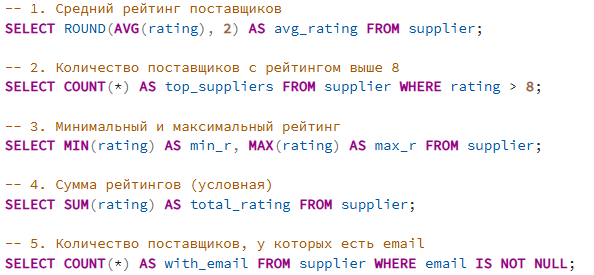 -- 1. Средний рейтинг поставщиков
SELECT ROUND(AVG(rating), 2) AS avg_rating FROM supplier;
-- 2. Количество поставщиков с рейтингом выше 8
SELECT COUNT(*) AS top_suppliers FROM supplier WHERE rating > 8;
-- 3. Минимальный и максимальный рейтинг
SELECT MIN(rating) AS min_r, MAX(rating) AS max_r FROM supplier;
-- 4. Сумма рейтингов (условная)
SELECT SUM(rating) AS total_rating FROM supplier;
-- 5. Количество поставщиков, у которых есть email
SELECT COUNT(*) AS with_email FROM supplier WHERE email IS NOT NULL;